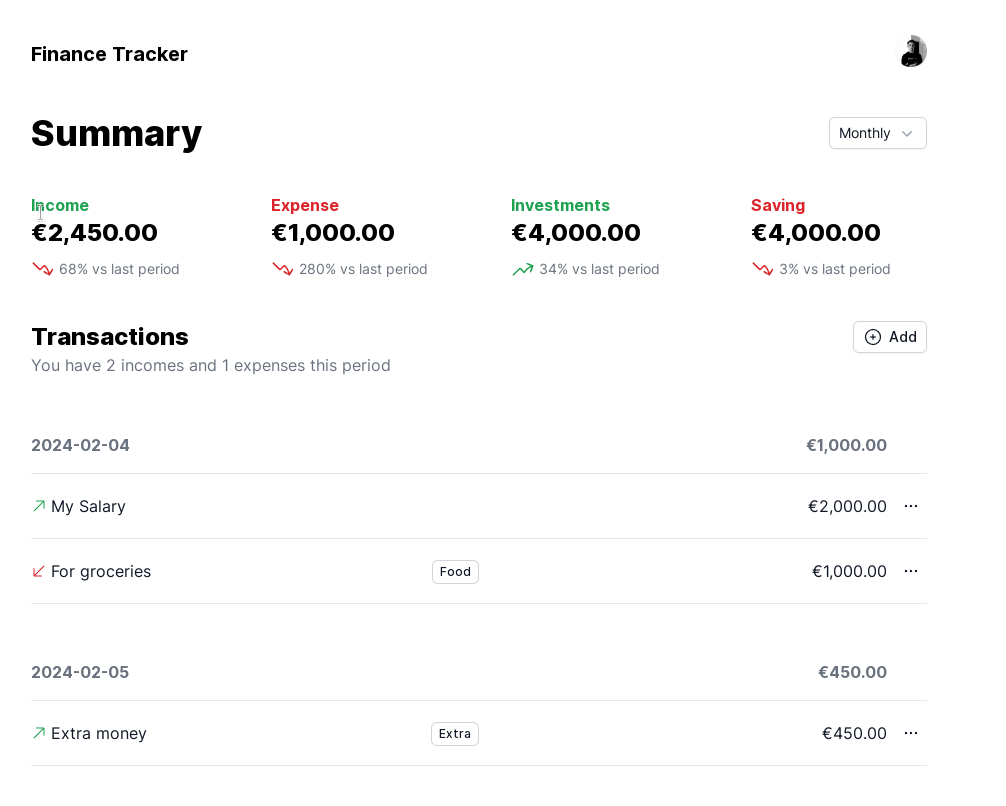 Finance Tracker
Summary
Monthly
Income
Expense
Investments
Saving
€2,450.00
€1,000.00
€4,000.00
€4,000.00
68% vs last period
280% vs last period
34% vs last period
3% vs last period
Transactions
Add
You have 2 incomes and 1 expenses this period
2024-02-04
€1,000.00
My Salary
€2,000.00
For groceries
Food
€1,000.00
2024-02-05
€450.00
Extra money
Extra
€450.00